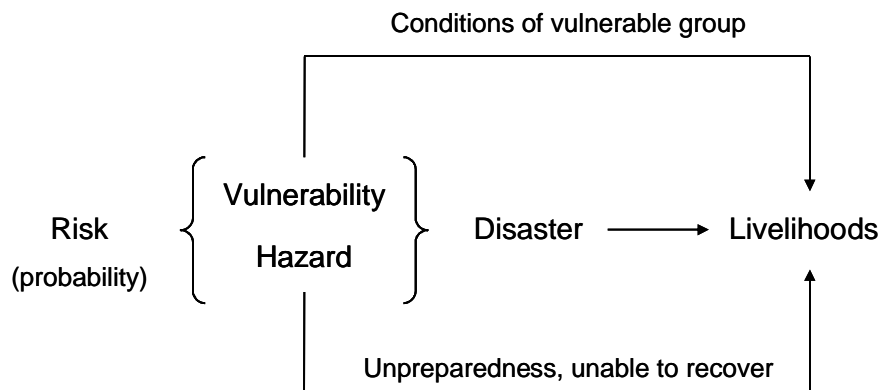 Conditions of vulnerable group
Vulnerability
Risk
Hazard
(probability)
Disaster
Livelihoods
Unpreparedness, unable to recover